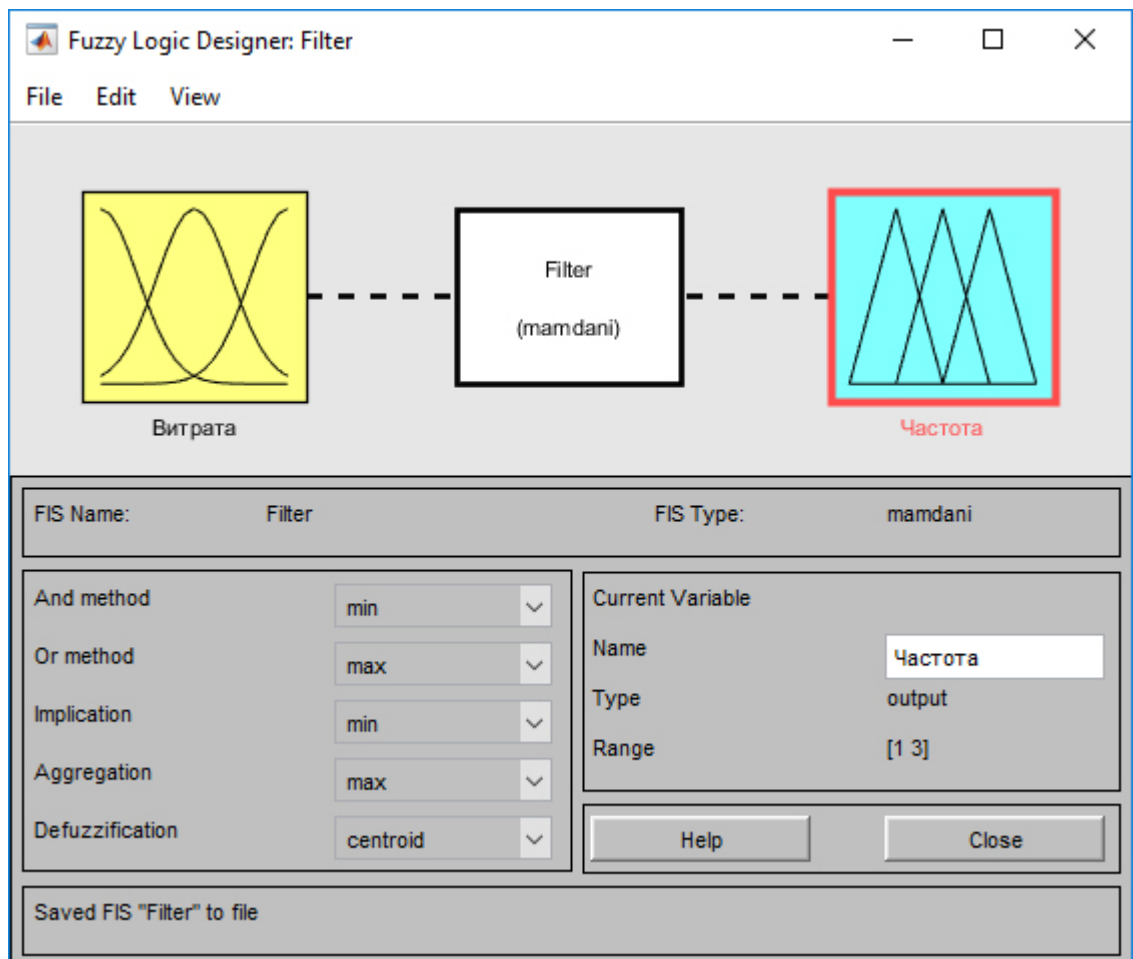 Fuzzy Logic Designer: Filter
File Edit View
Filter
(mamdani)
Витрата
Частота
FIS Name: Filter FIS Type: mamdani
And method min
Or method max
Implication min
Aggregation max
Defuzzification centroid
Current Variable
Name Частота
Type output
Range [1 3]
Help Close
Saved FIS "Filter" to file